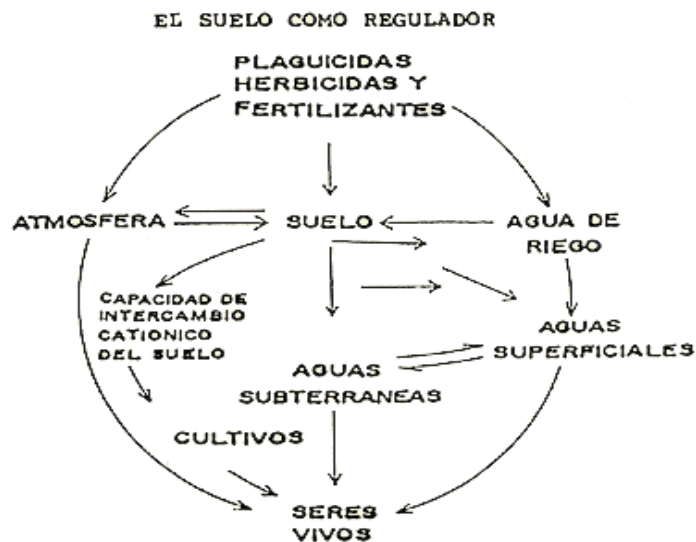 EL SUELO COMO REGULADOR
PLAGUICIDAS
HERBICIDAS Y
FERTILIZANTES
ATMOSFERA
SUELO
AGUA DE
RIEGO
CAPACIDAD DE
INTERCAMBIO
CATIONICO
DEL SUELO
AGUAS
SUPERFICIALES
AGUAS
SUBTERRANEAS
CULTIVOS
SERES
VIVOS